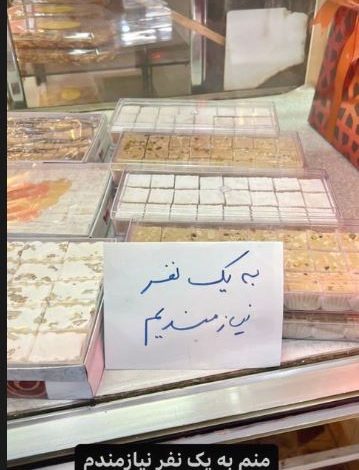 به یک نفر
نیازمندیم
منم به یک نفر نیازمندم